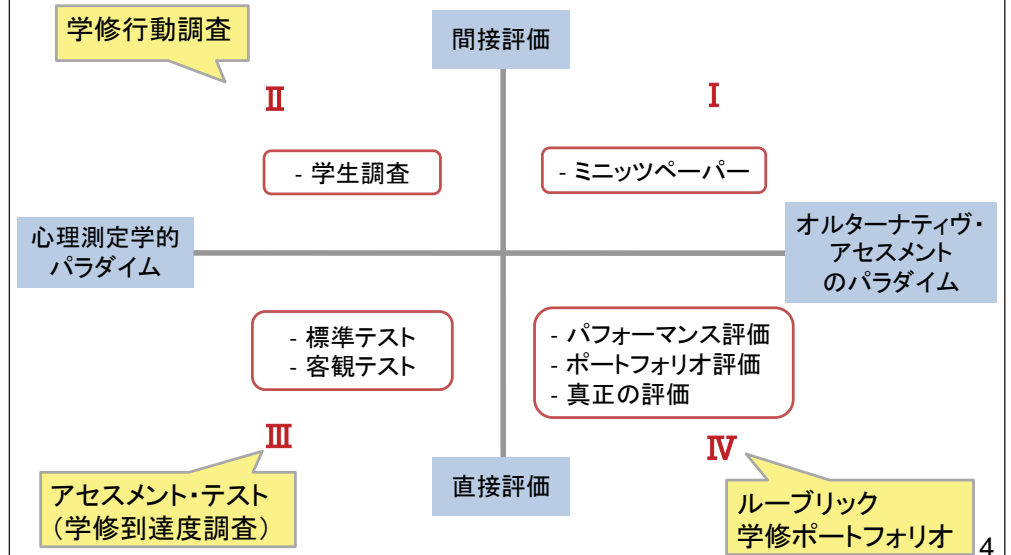 学修行動調査
間接評価
Ⅱ
Ⅰ
- 学生調査
- ミニッツペーパー
心理測定学的
パラダイム
オルターナティヴ・
アセスメント
のパラダイム
- 標準テスト
- 客観テスト
- パフォーマンス評価
- ポートフォリオ評価
- 真正の評価
Ⅲ
Ⅳ
アセスメント・テスト
（学修到達度調査）
直接評価
ルーブリック
学修ポートフォリオ
4